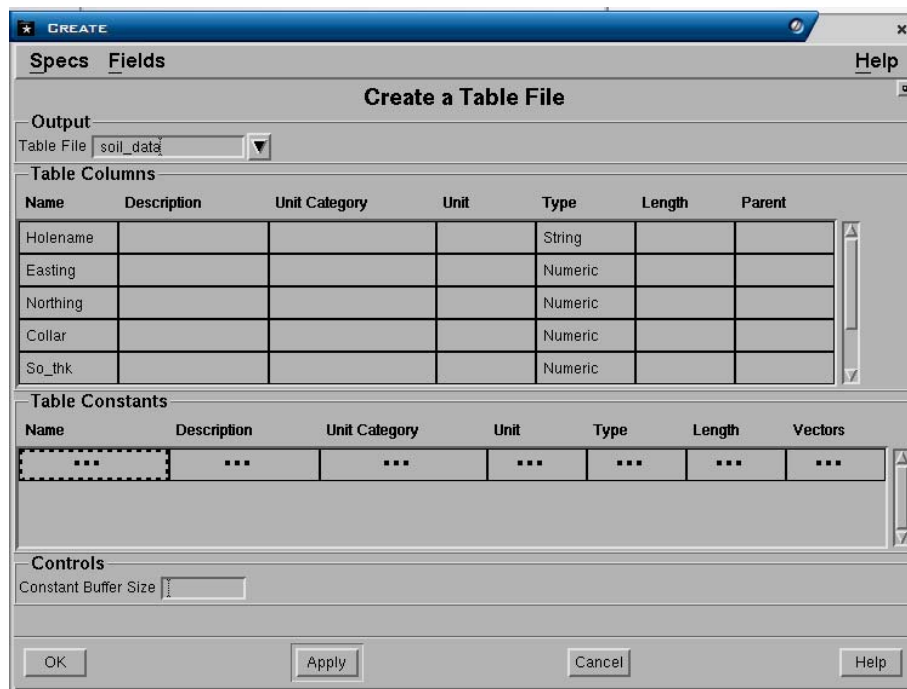 CREATE
Specs Fields Help
Create a Table File
Output
Table File soil_data
Table Columns
Name Description Unit Category Unit Type Length Parent
Holename String
Easting Numeric
Northing Numeric
Collar Numeric
So_thk Numeric
Table Constants
Name Description Unit Category Unit Type Length Vectors
... ... ... ... ... ... ...
Controls
Constant Buffer Size
OK Apply Cancel Help